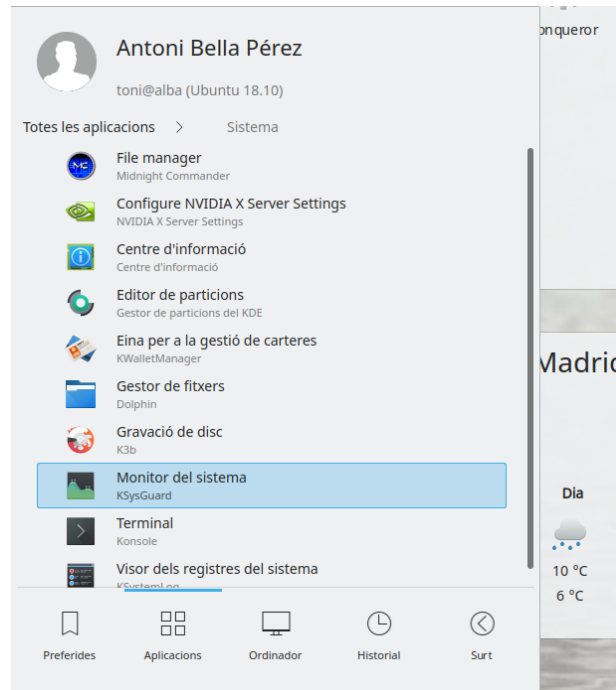 onqueror
Antoni Bella Pérez
toni@alba (Ubuntu 18.10)
Totes les aplicacions > Sistema
File manager
Midnight Commander
Configure NVIDIA X Server Settings
NVIDIA X Server Settings
Centre d'informació
Centre d'informació
Editor de particions
Gestor de particions del KDE
Eina per a la gestió de carteres
KWalletManager
Gestor de fitxers
Dolphin
Gravació de disc
K3b
Monitor del sistema
KSysGuard
Terminal
Konsole
Visor dels registres del sistema
KSystemLog
Preferides
Aplicacions
Ordinador
Historial
Surt
Madrid
Dia
10 °C
6 °C